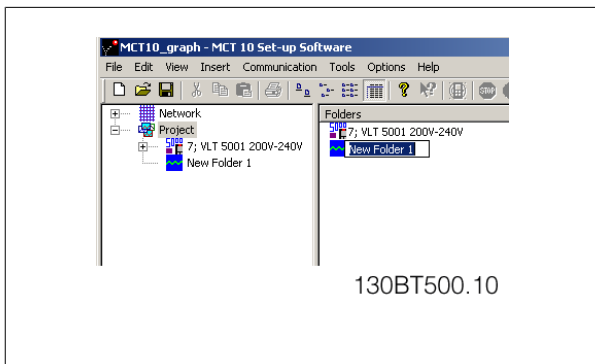 MCT10_graph - MCT 10 Set-up Software
File Edit View Insert Communication Tools Options Help
STOP
Network
Project
7; VLT 5001 200V-240V
New Folder 1
Folders
7; VLT 5001 200V-240V
New Folder 1
130BT500.10